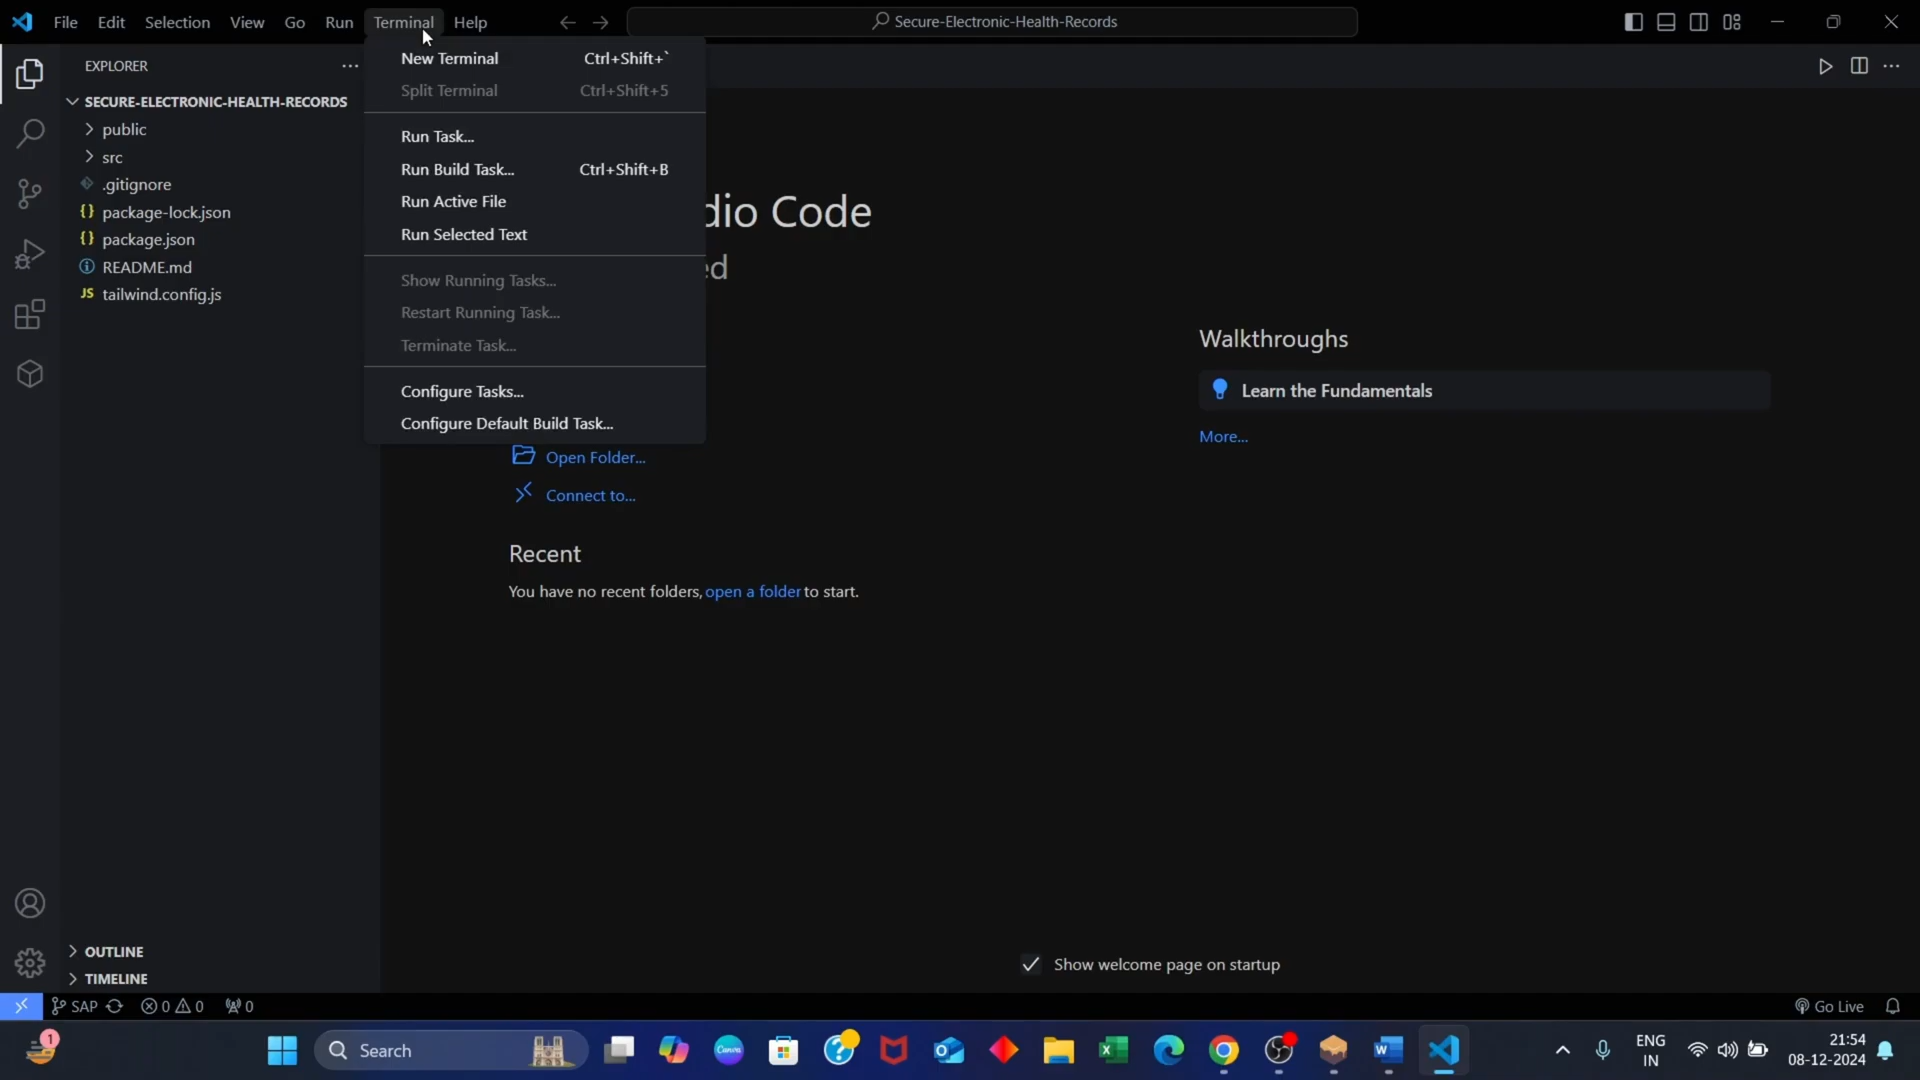 File Edit Selection View Go Run Terminal Help
Secure-Electronic-Health-Records
EXPLORER
SECURE-ELECTRONIC-HEALTH-RECORDS
public
src
.gitignore
package-lock.json
package.json
README.md
tailwind.config.js
New Terminal Ctrl+Shift+`
Split Terminal Ctrl+Shift+5
Run Task...
Run Build Task... Ctrl+Shift+B
Run Active File
Run Selected Text
Show Running Tasks...
Restart Running Task...
Terminate Task...
Configure Tasks...
Configure Default Build Task...
dio Code
ed
Open Folder...
Connect to...
Recent
You have no recent folders, open a folder to start.
Walkthroughs
Learn the Fundamentals
More...
Show welcome page on startup
OUTLINE
TIMELINE
SAP 0 0 0
Go Live
1
Search
Canva
ENG
IN
21:54
08-12-2024